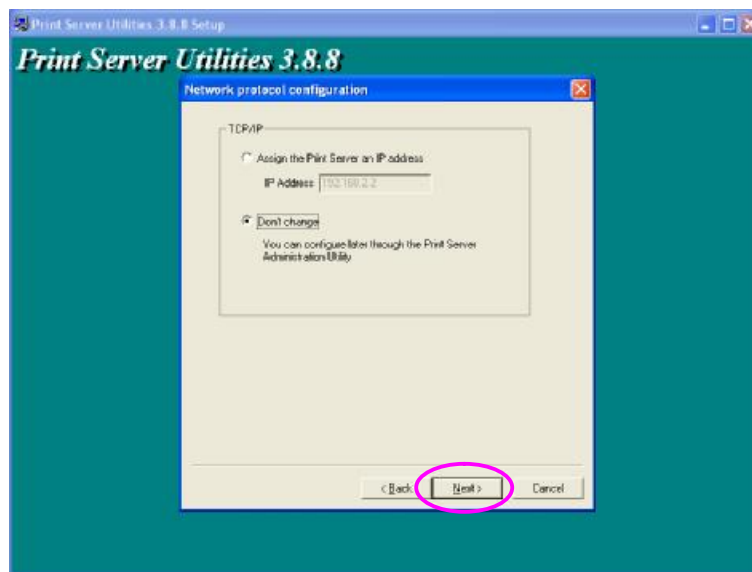 Print Server Utilities 3.8.8 Setup
Print Server Utilities 3.8.8
Network protocol configuration
TCP/IP
Assign the Print Server an IP address
IP Address 192.168.2.2
Don't change
You can configure later through the Print Server
Administration Utility
< Back Next > Cancel